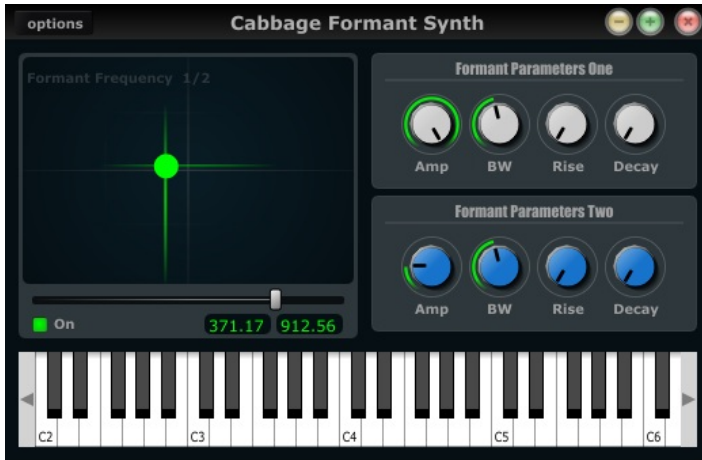 options
Cabbage Formant Synth
Formant Frequency 1/2
On
371.17 912.56
Formant Parameters One
Amp BW Rise Decay
Formant Parameters Two
Amp BW Rise Decay
C2 C3 C4 C5 C6